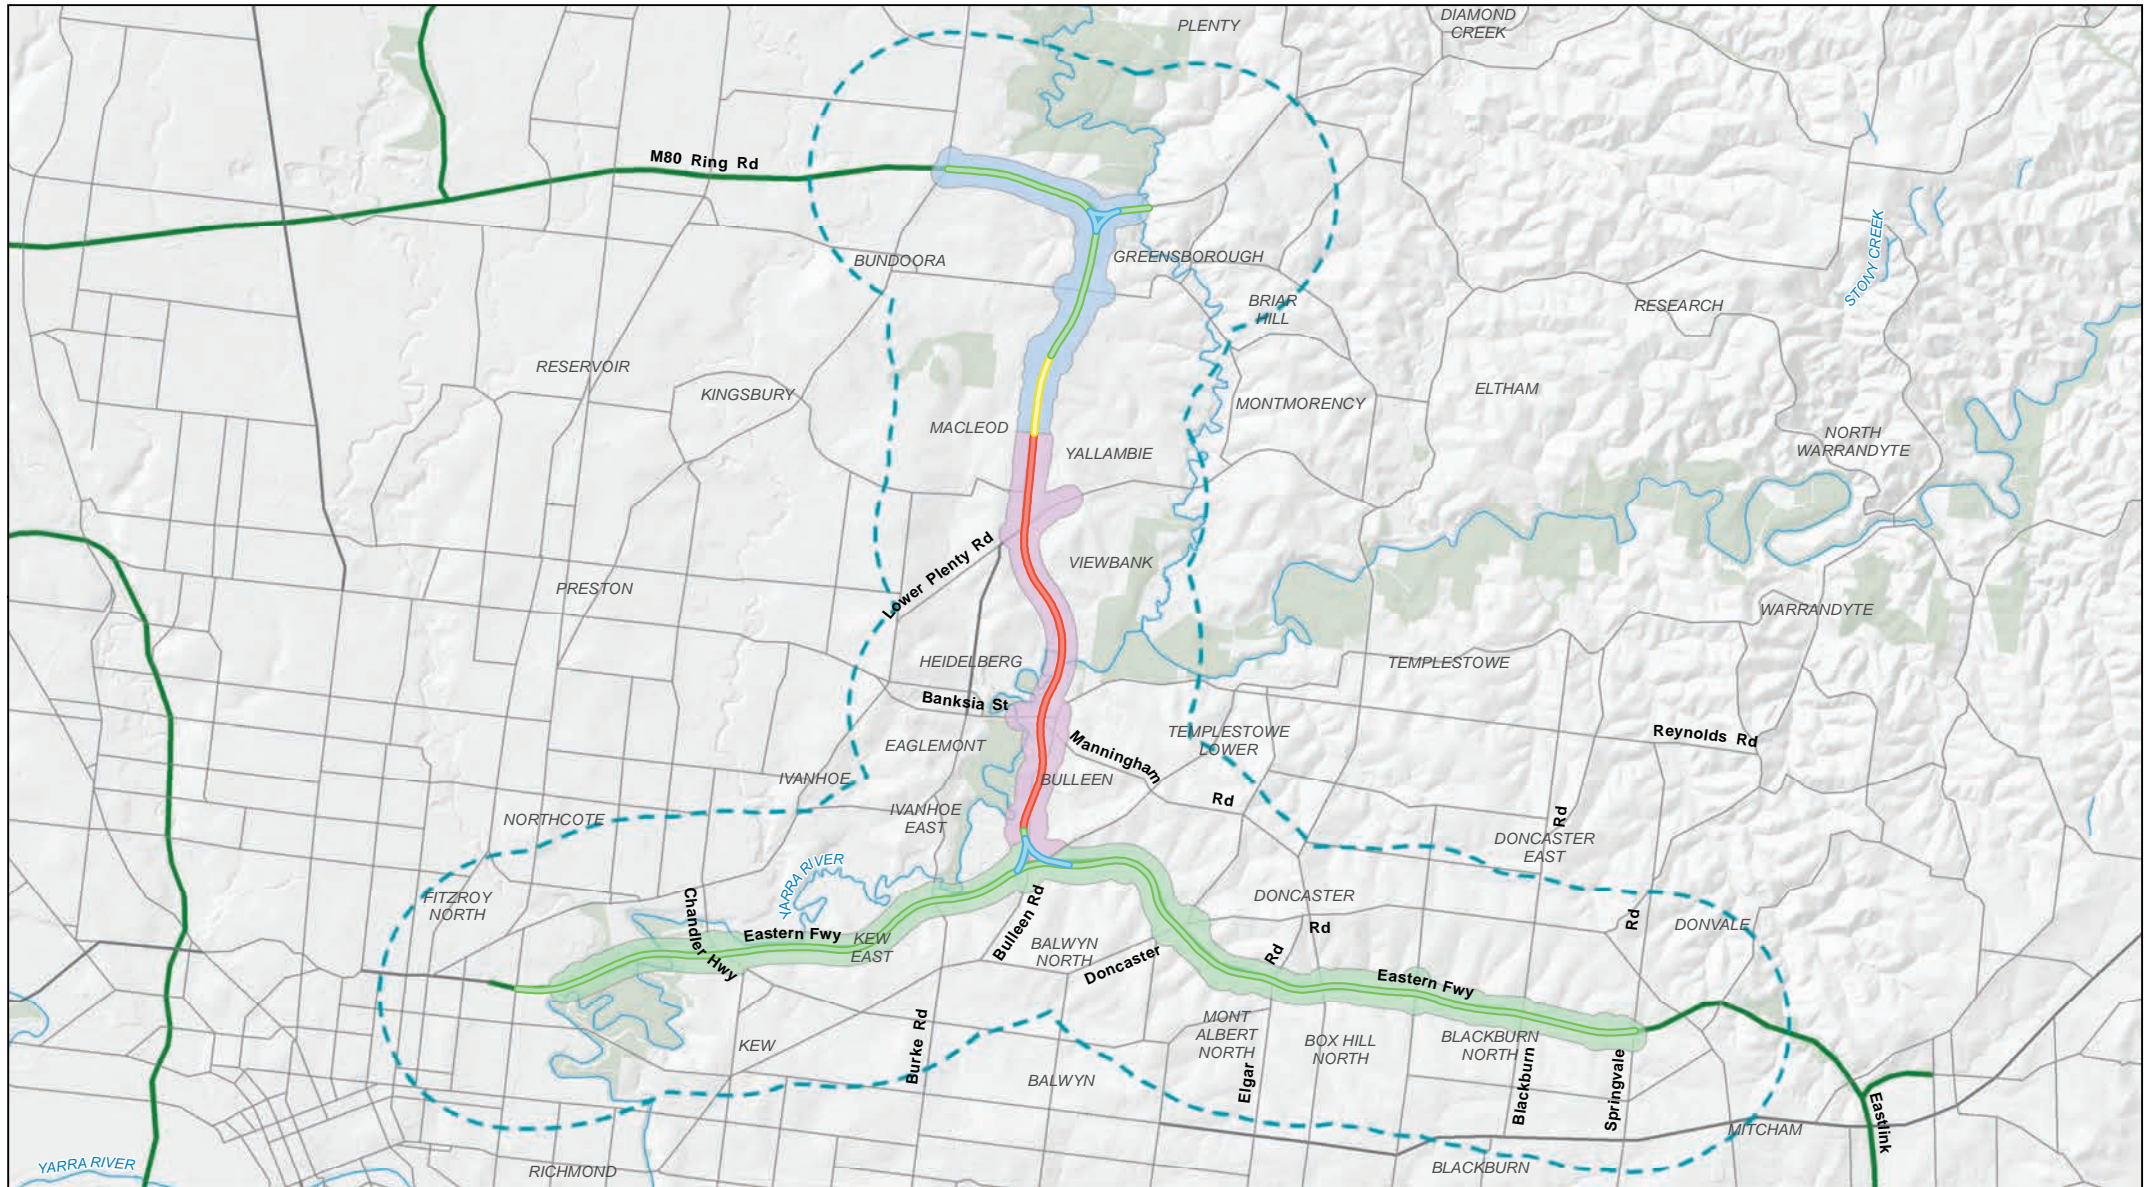 PLENTY
DIAMOND
CREEK
M80 Ring Rd
STONY CREEK
BUNDOORA
GREENSBOROUGH
BRIAR
HILL
RESEARCH
RESERVOIR
KINGSBURY
ELTHAM
MONTMORENCY
MACLEOD
YALLAMBIE
NORTH
WARRANDYTE
Lower Plenty Rd
VIEWBANK
PRESTON
WARRANDYTE
HEIDELBERG
TEMPLESTOWE
Banksia St
EAGLEMONT
Manningham
Rd
TEMPLESTOWE
LOWER
Reynolds Rd
IVANHOE
BULLEEN
IVANHOE
EAST
NORTHCOTE
Rd
DONCASTER
EAST
YARRA RIVER
FITZROY
NORTH
Chandler Hwy
Eastern Fwy
KEW
EAST
Bulleen Rd
BALWYN
NORTH
Doncaster
Rd
DONCASTER
Rd
Rd
DONVALE
Eastern Fwy
MONT
ALBERT
NORTH
BOX HILL
NORTH
BLACKBURN
NORTH
KEW
Burke Rd
BALWYN
Elgar
Blackburn
Springvale
MITCHAM
Eastlink
YARRA RIVER
RICHMOND
BLACKBURN